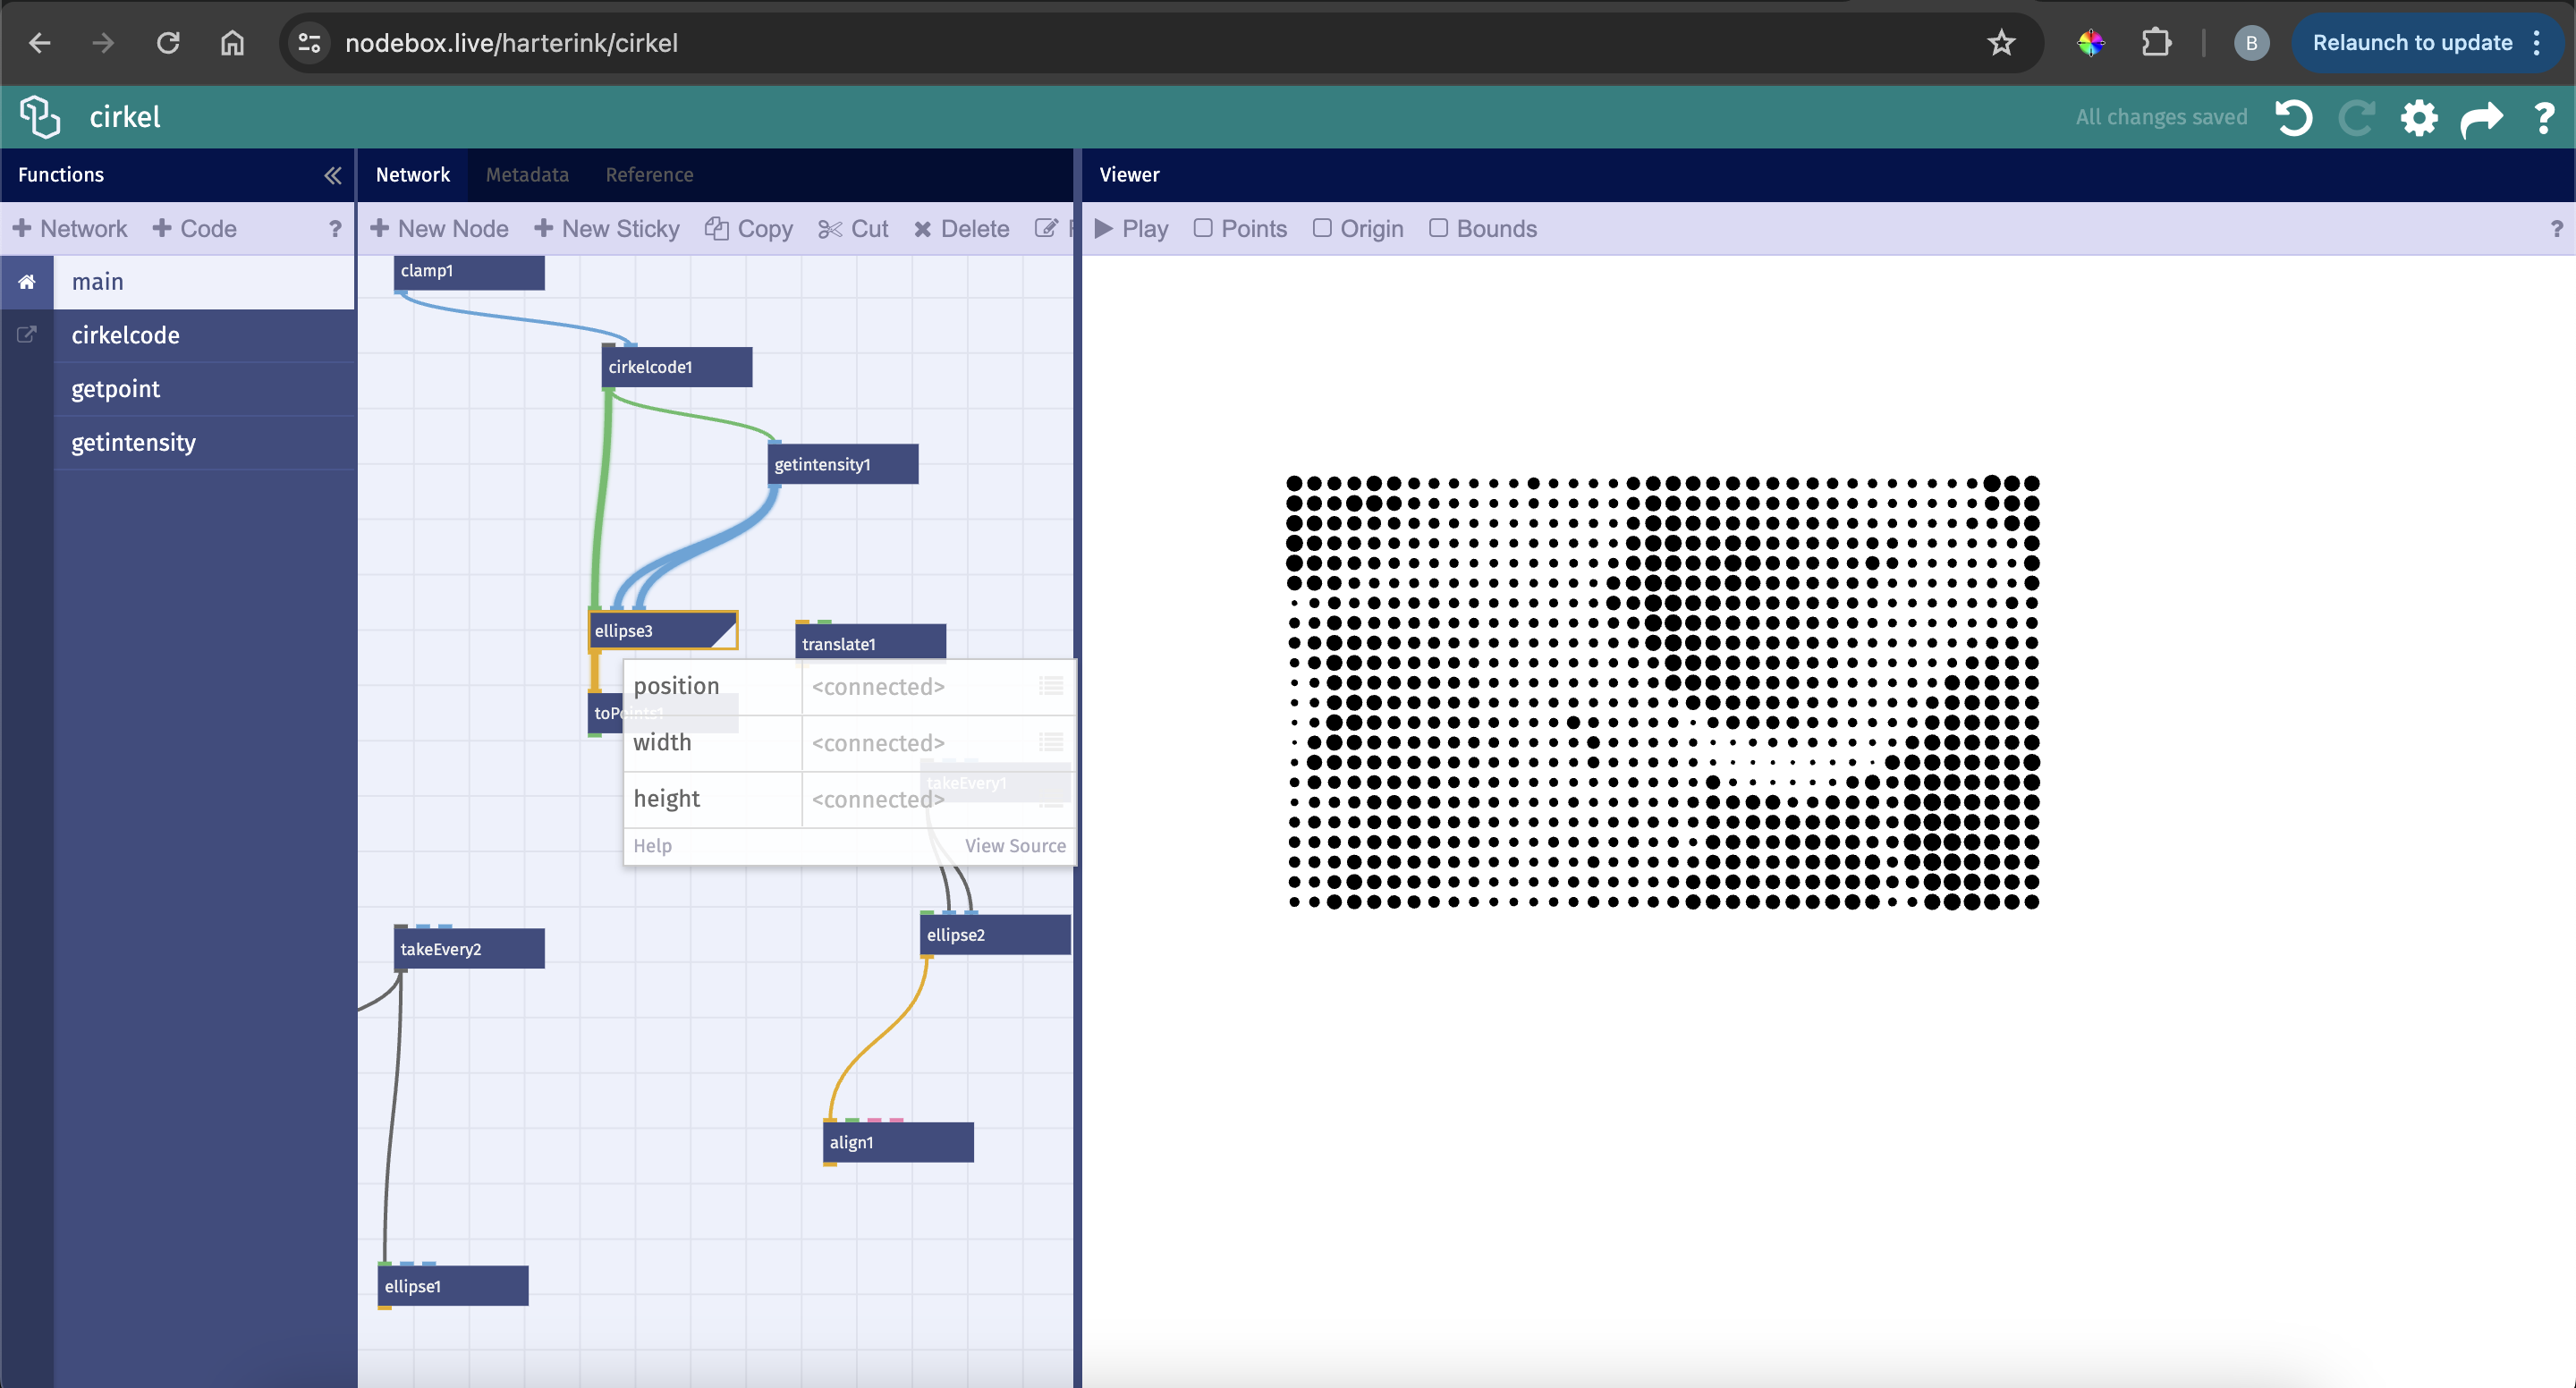 nodebox.live/harterink/cirkel
B
Relaunch to update
cirkel
All changes saved
?
Functions
Network
Metadata
Reference
Viewer
Network
Code
?
New Node
New Sticky
Copy
Cut
Delete
Play
Points
Origin
Bounds
?
main
cirkelcode
getpoint
getintensity
clamp1
cirkelcode1
getintensity1
ellipse3
translate1
position <connected>
toPoints1
width <connected>
takeEvery1
height <connected>
Help
View Source
ellipse2
takeEvery2
align1
ellipse1